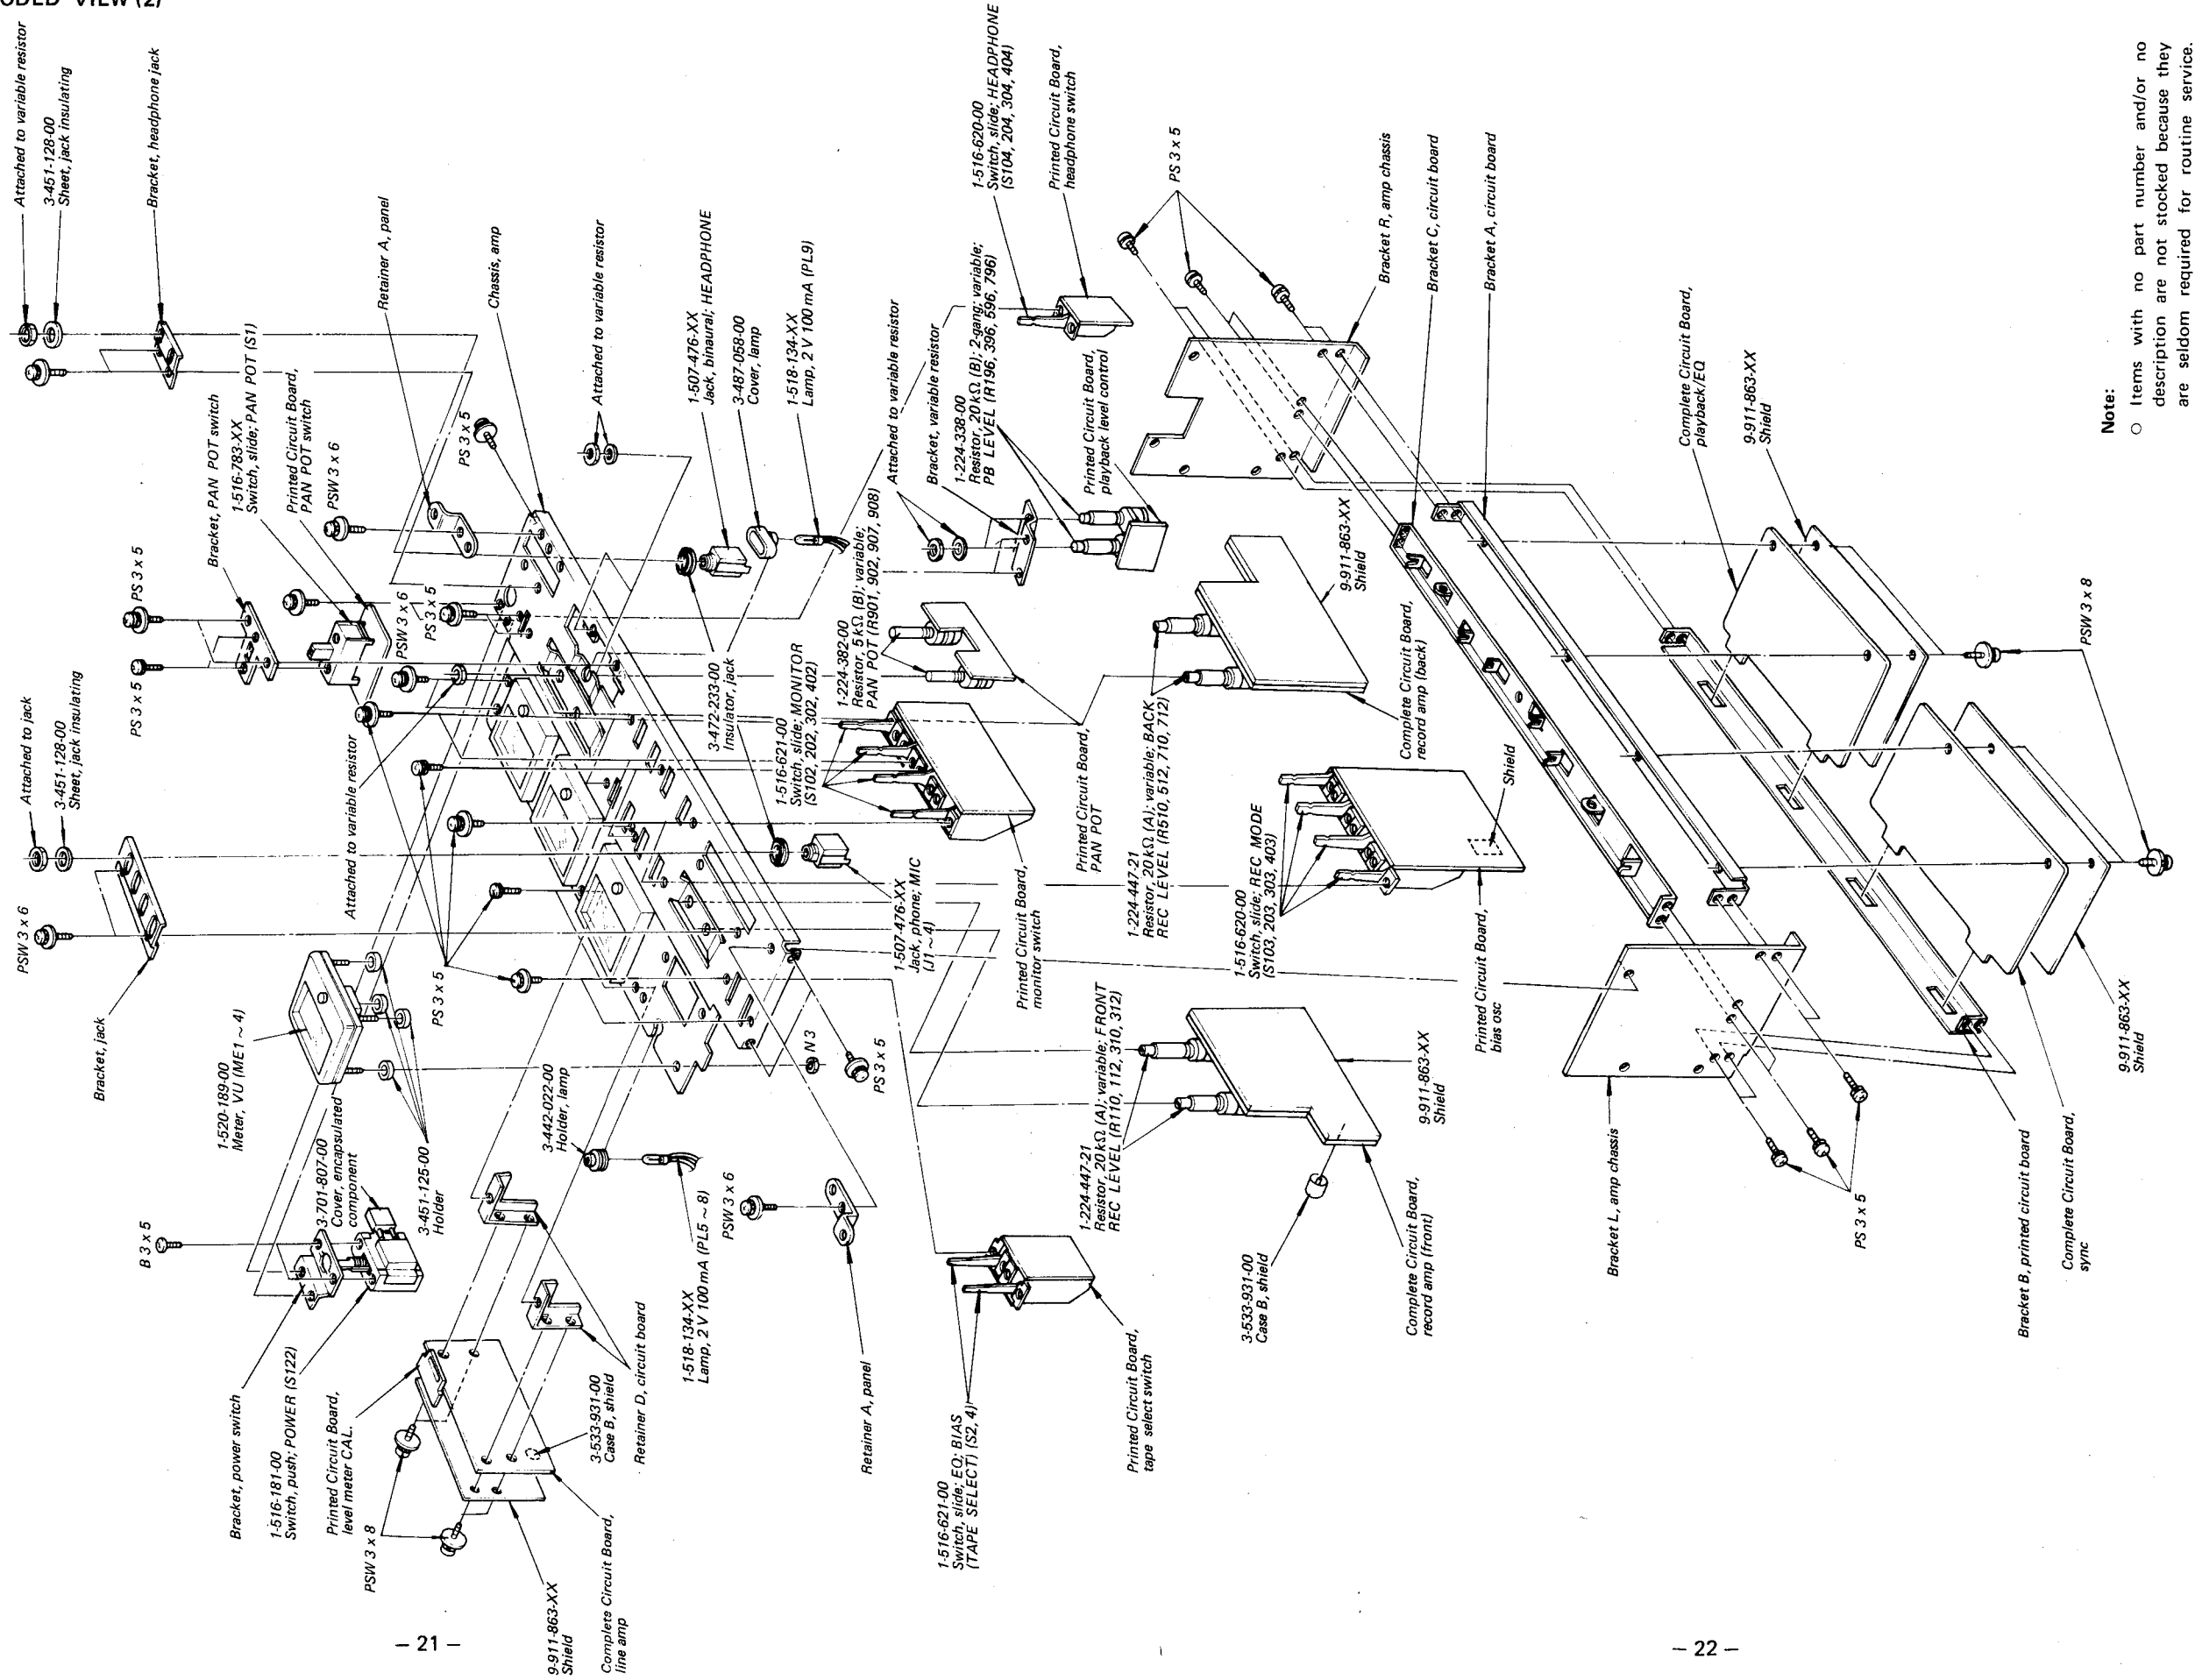 ODED VIEW (2)
Attached to variable resistor
3-451-128-00
Sheet, jack insulating
Bracket, headphone jack
Bracket, PAN POT switch
1-516-783-XX
Switch, slide; PAN POT (S1)
Printed Circuit Board,
PAN POT switch
PSW 3 x 6
Retainer A, panel
PS 3 x 5
Chassis, amp
Attached to variable resistor
1-507-476-XX
Jack, binaural; HEADPHONE
3-487-058-00
Cover, lamp
1-518-134-XX
Lamp, 2 V 100 mA (PL9)
PS 3 x 5
PS 3 x 5
PSW 3 x 6
PS 3 x 5
Attached to jack
3-451-128-00
Sheet, jack insulating
PSW 3 x 6
Bracket, jack
Attached to variable resistor
PS 3 x 5
1-520-189-00
Meter, VU (ME1 ~ 4)
3-701-807-00
Cover, encapsulated
component
3-451-125-00
Holder
B 3 x 5
Bracket, power switch
1-516-181-00
Switch, push; POWER (S122)
Printed Circuit Board,
level meter CAL.
PSW 3 x 8
9-911-863-XX
Shield
Complete Circuit Board,
line amp
3-533-931-00
Case B, shield
Retainer D, circuit board
3-442-022-00
Holder, lamp
1-518-134-XX
Lamp, 2 V 100 mA (PL5 ~ 8)
PSW 3 x 6
Retainer A, panel
N 3
PS 3 x 5
3-472-233-00
Insulator, jack
1-507-476-XX
Jack, phone; MIC
(J1 ~ 4)
1-516-621-00
Switch, slide; MONITOR
(S102, 202, 302, 402)
1-224-382-00
Resistor, 5 kΩ (B); variable;
PAN POT (R901, 902, 907, 908)
Attached to variable resistor
Bracket, variable resistor
1-224-338-00
Resistor, 20 kΩ (B); 2-gang; variable;
PB LEVEL (R196, 396, 596, 796)
1-516-620-00
Switch, slide; HEADPHONE
(S104, 204, 304, 404)
Printed Circuit Board,
headphone switch
Printed Circuit Board,
playback level control
Printed Circuit Board,
monitor switch
Printed Circuit Board,
PAN POT
1-224-447-21
Resistor, 20 kΩ (A); variable; BACK
REC LEVEL (R510, 512, 710, 712)
9-911-863-XX
Shield
Complete Circuit Board,
record amp (back)
1-516-620-00
Switch, slide; REC MODE
(S103, 203, 303, 403)
Shield
Printed Circuit Board,
bias osc
1-224-447-21
Resistor, 20 kΩ (A); variable; FRONT
REC LEVEL (R110, 112, 310, 312)
9-911-863-XX
Shield
3-533-931-00
Case B, shield
Complete Circuit Board,
record amp (front)
1-516-621-00
Switch, slide; EQ; BIAS
(TAPE SELECT) (S2, 4)
Printed Circuit Board,
tape select switch
PS 3 x 5
Bracket R, amp chassis
Bracket C, circuit board
Bracket A, circuit board
Complete Circuit Board,
playback/EQ
9-911-863-XX
Shield
PSW 3 x 8
9-911-863-XX
Shield
Complete Circuit Board,
sync
Bracket B, printed circuit board
PS 3 x 5
Bracket L, amp chassis
Note:
○ Items with no part number and/or no
description are not stocked because they
are seldom required for routine service.
— 21 —
— 22 —